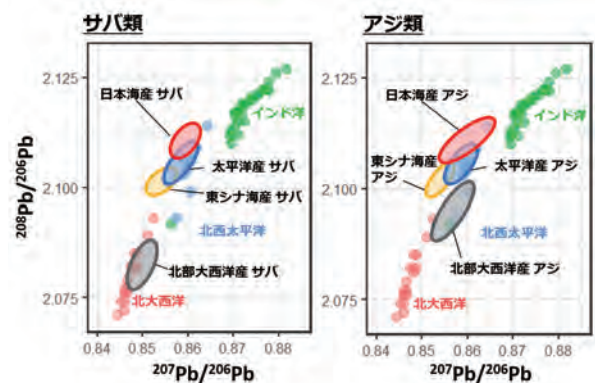 サバ類
アジ類
²⁰⁸Pb/²⁰⁶Pb
2.125
2.100
2.075
日本海産 サバ
インド洋
太平洋産 サバ
東シナ海産 サバ
北西太平洋
北部大西洋産 サバ
北大西洋
0.84
0.85
0.86
0.87
0.88
²⁰⁷Pb/²⁰⁶Pb
2.125
2.100
2.075
日本海産 アジ
インド洋
東シナ海産
アジ
太平洋産 アジ
北西太平洋
北部大西洋産 アジ
北大西洋
0.84
0.85
0.86
0.87
0.88
²⁰⁷Pb/²⁰⁶Pb